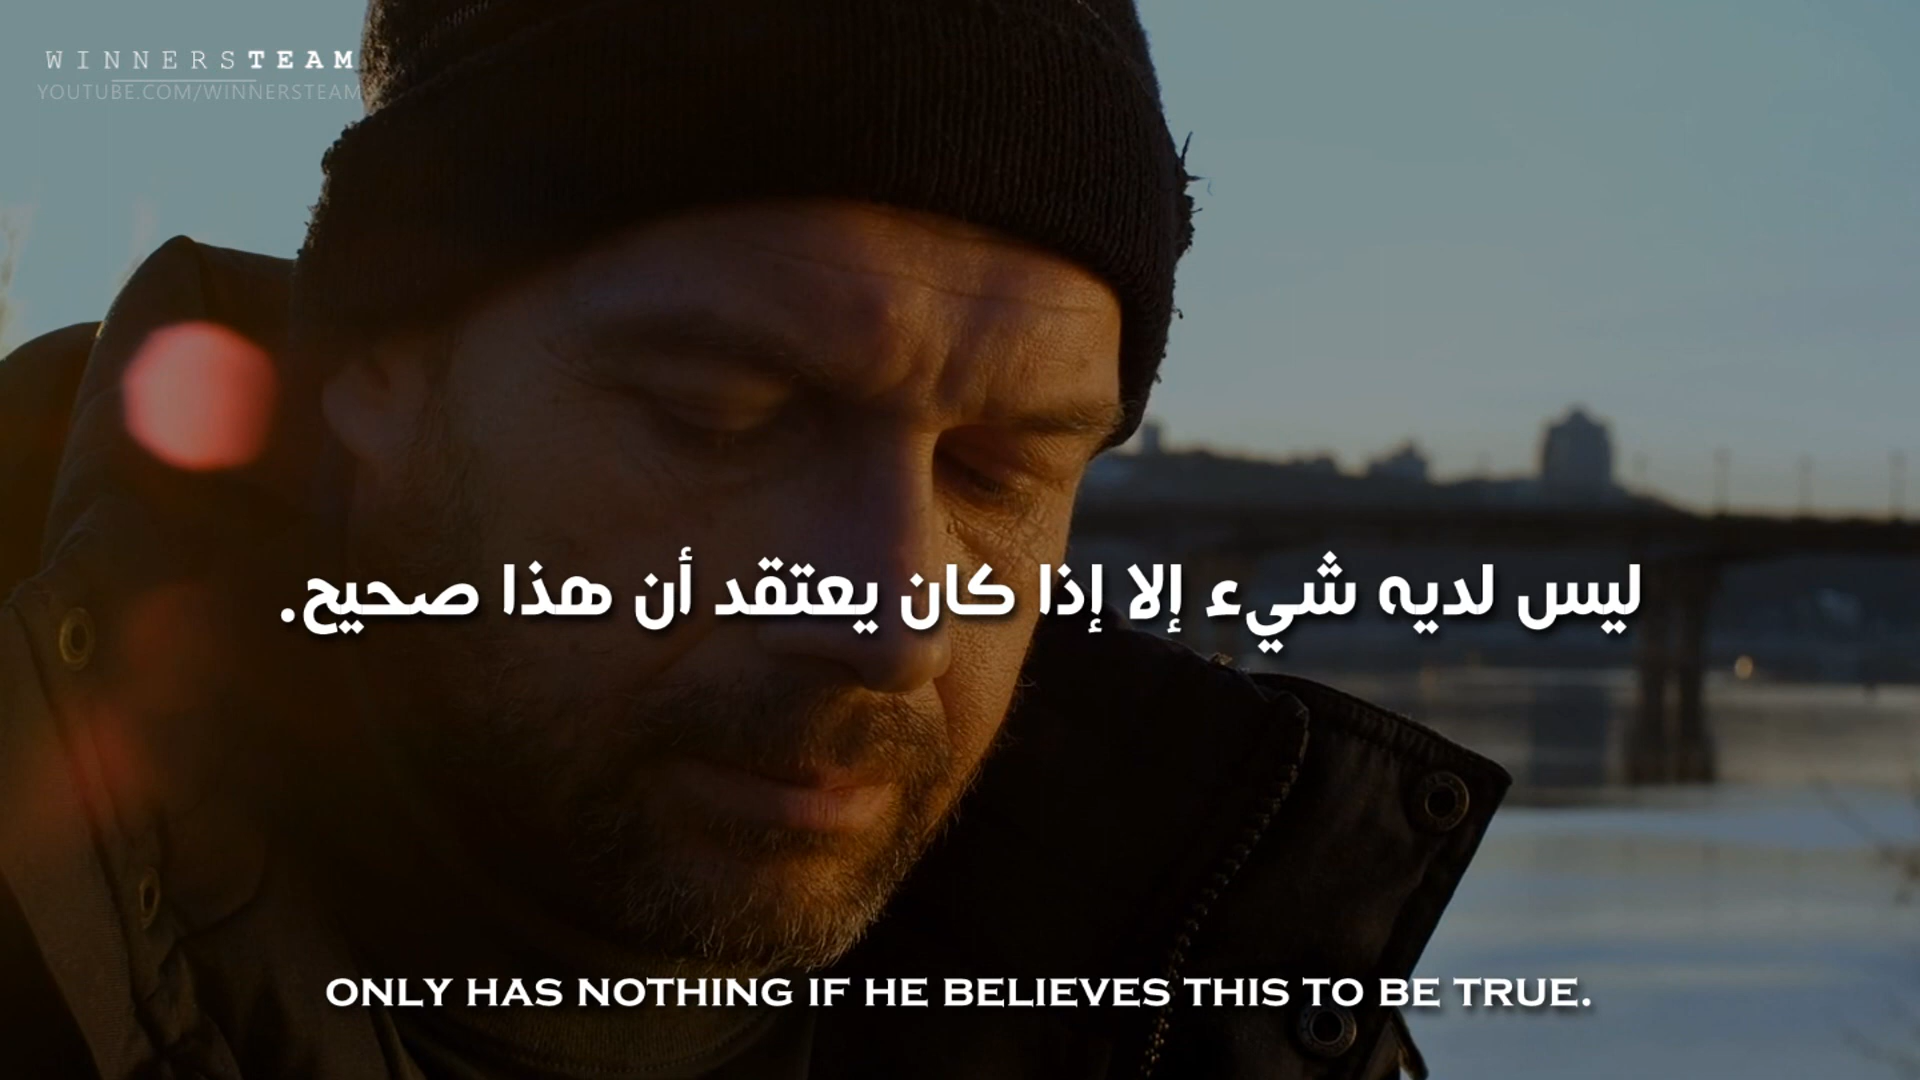 WINNERSTEAM
YOUTUBE.COM/WINNERSTEAM
ليس لديه شيء إلا إذا كان يعتقد أن هذا صحيح.
ONLY HAS NOTHING IF HE BELIEVES THIS TO BE TRUE.